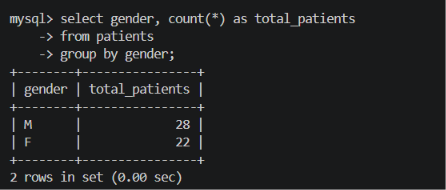 mysql> select gender, count(*) as total_patients
    -> from patients
    -> group by gender;
+--------+----------------+
| gender | total_patients |
+--------+----------------+
| M      |             28 |
| F      |             22 |
+--------+----------------+
2 rows in set (0.00 sec)